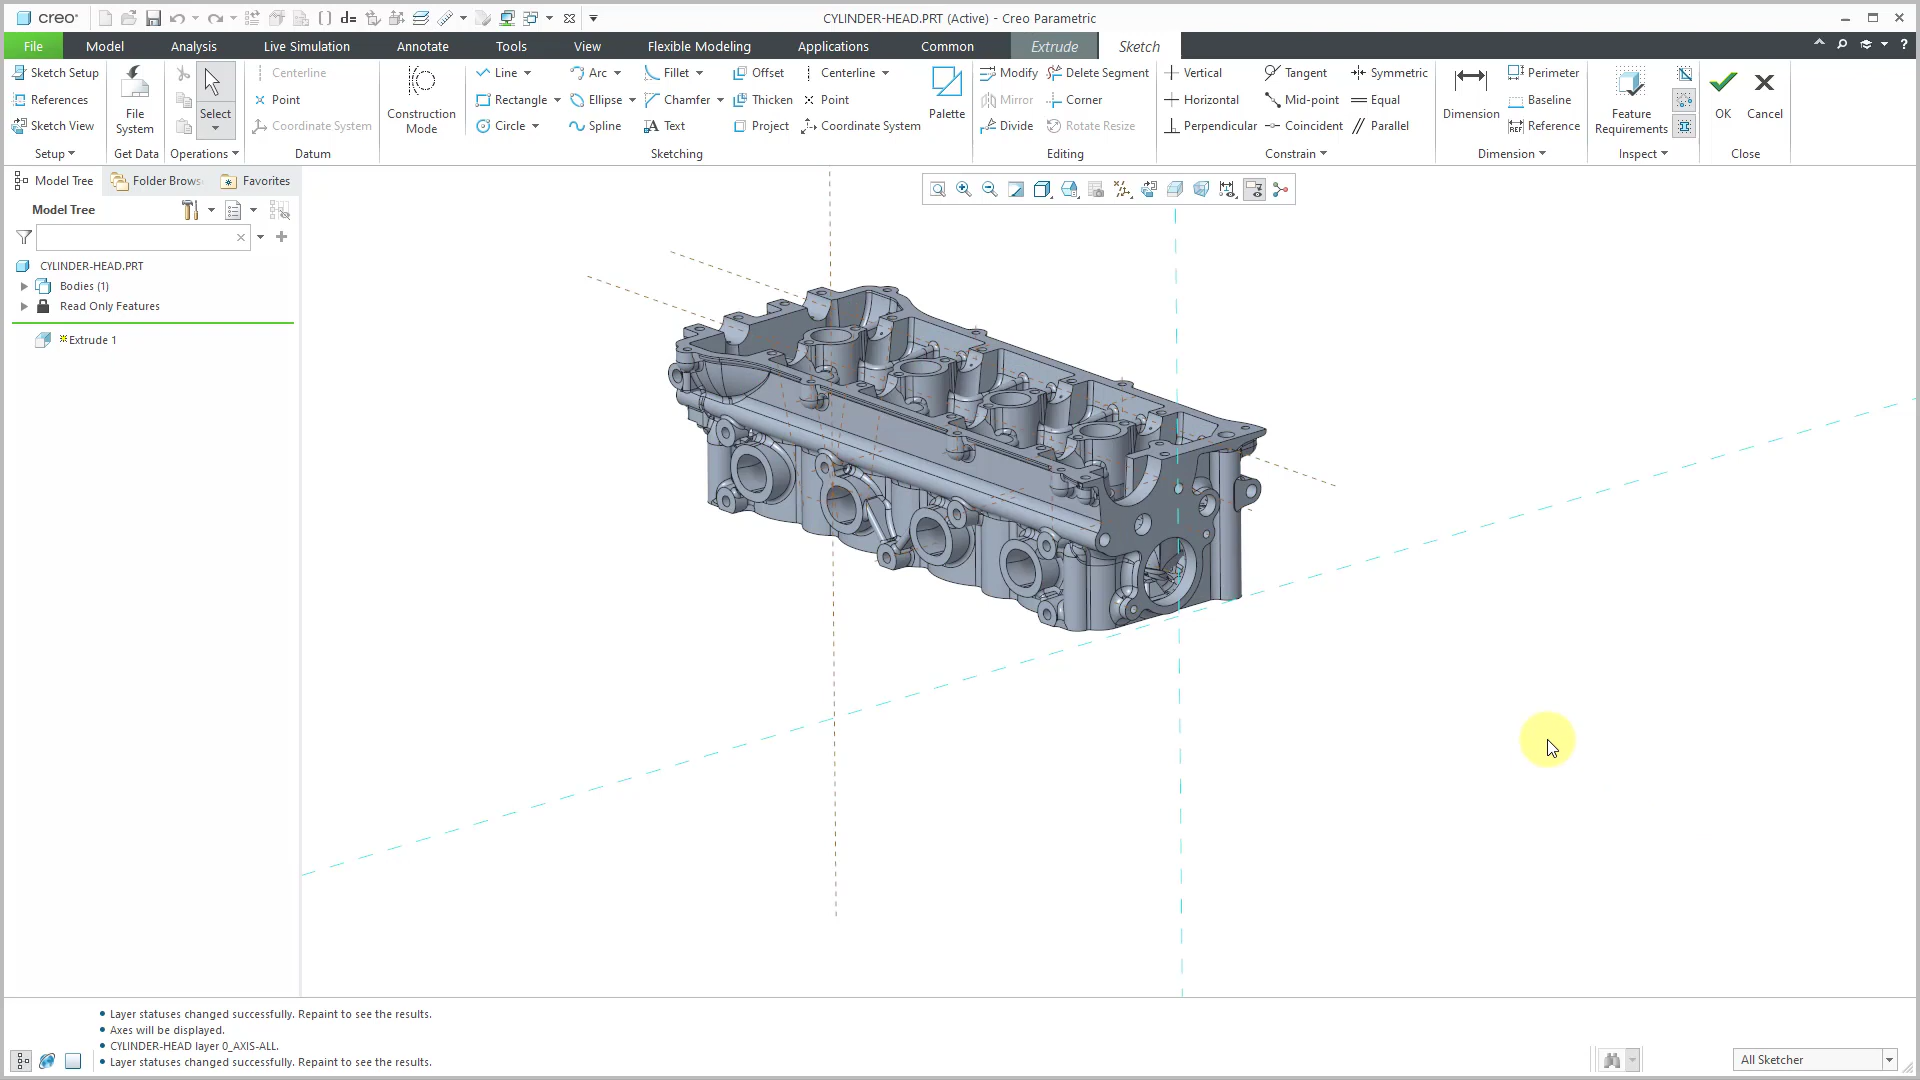 creo
CYLINDER-HEAD.PRT (Active) - Creo Parametric
File Model Analysis Live Simulation Annotate Tools View Flexible Modeling Applications Common Extrude Sketch
Sketch Setup
References
Sketch View
Setup
File System
Get Data
Select
Operations
Centerline
Point
Coordinate System
Datum
Construction Mode
Line Arc Fillet Offset Centerline
Rectangle Ellipse Chamfer Thicken Point
Circle Spline Text Project Coordinate System
Palette
Sketching
Modify Delete Segment
Mirror Corner
Divide Rotate Resize
Editing
Vertical Tangent Symmetric
Horizontal Mid-point Equal
Perpendicular Coincident Parallel
Constrain
Dimension
Perimeter
Baseline
Reference
Dimension
Feature Requirements
Inspect
OK Cancel
Close
Model Tree Folder Brows Favorites
Model Tree
CYLINDER-HEAD.PRT
Bodies (1)
Read Only Features
Extrude 1
Layer statuses changed successfully. Repaint to see the results.
Axes will be displayed.
CYLINDER-HEAD layer 0_AXIS-ALL.
Layer statuses changed successfully. Repaint to see the results.
All Sketcher